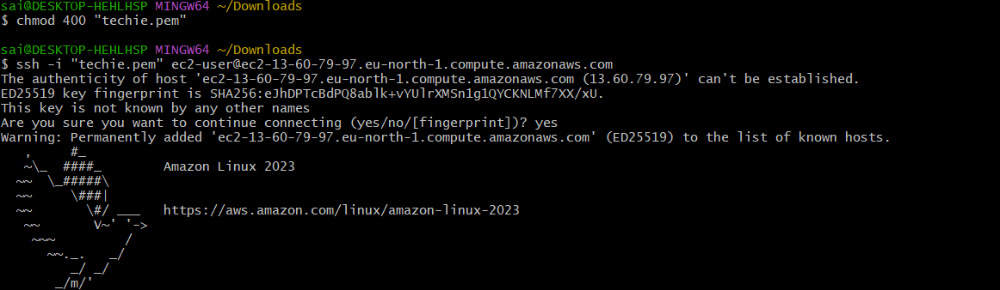 sai@DESKTOP-HEHLHSP MINGW64 ~/Downloads
$ chmod 400 "techie.pem"

sai@DESKTOP-HEHLHSP MINGW64 ~/Downloads
$ ssh -i "techie.pem" ec2-user@ec2-13-60-79-97.eu-north-1.compute.amazonaws.com
The authenticity of host 'ec2-13-60-79-97.eu-north-1.compute.amazonaws.com (13.60.79.97)' can't be established.
ED25519 key fingerprint is SHA256:eJhDPTcBdPQ8ablk+vYUlrXMSn1g1QYCKNLMf7XX/xU.
This key is not known by any other names
Are you sure you want to continue connecting (yes/no/[fingerprint])? yes
Warning: Permanently added 'ec2-13-60-79-97.eu-north-1.compute.amazonaws.com' (ED25519) to the list of known hosts.
   ,     #_
   ~\_  ####_        Amazon Linux 2023
  ~~  \_#####\
  ~~     \###|
  ~~       \#/ ___   https://aws.amazon.com/linux/amazon-linux-2023
   ~~       V~' '->
    ~~~         /
      ~~._.   _/
         _/ _/
       _/m/'